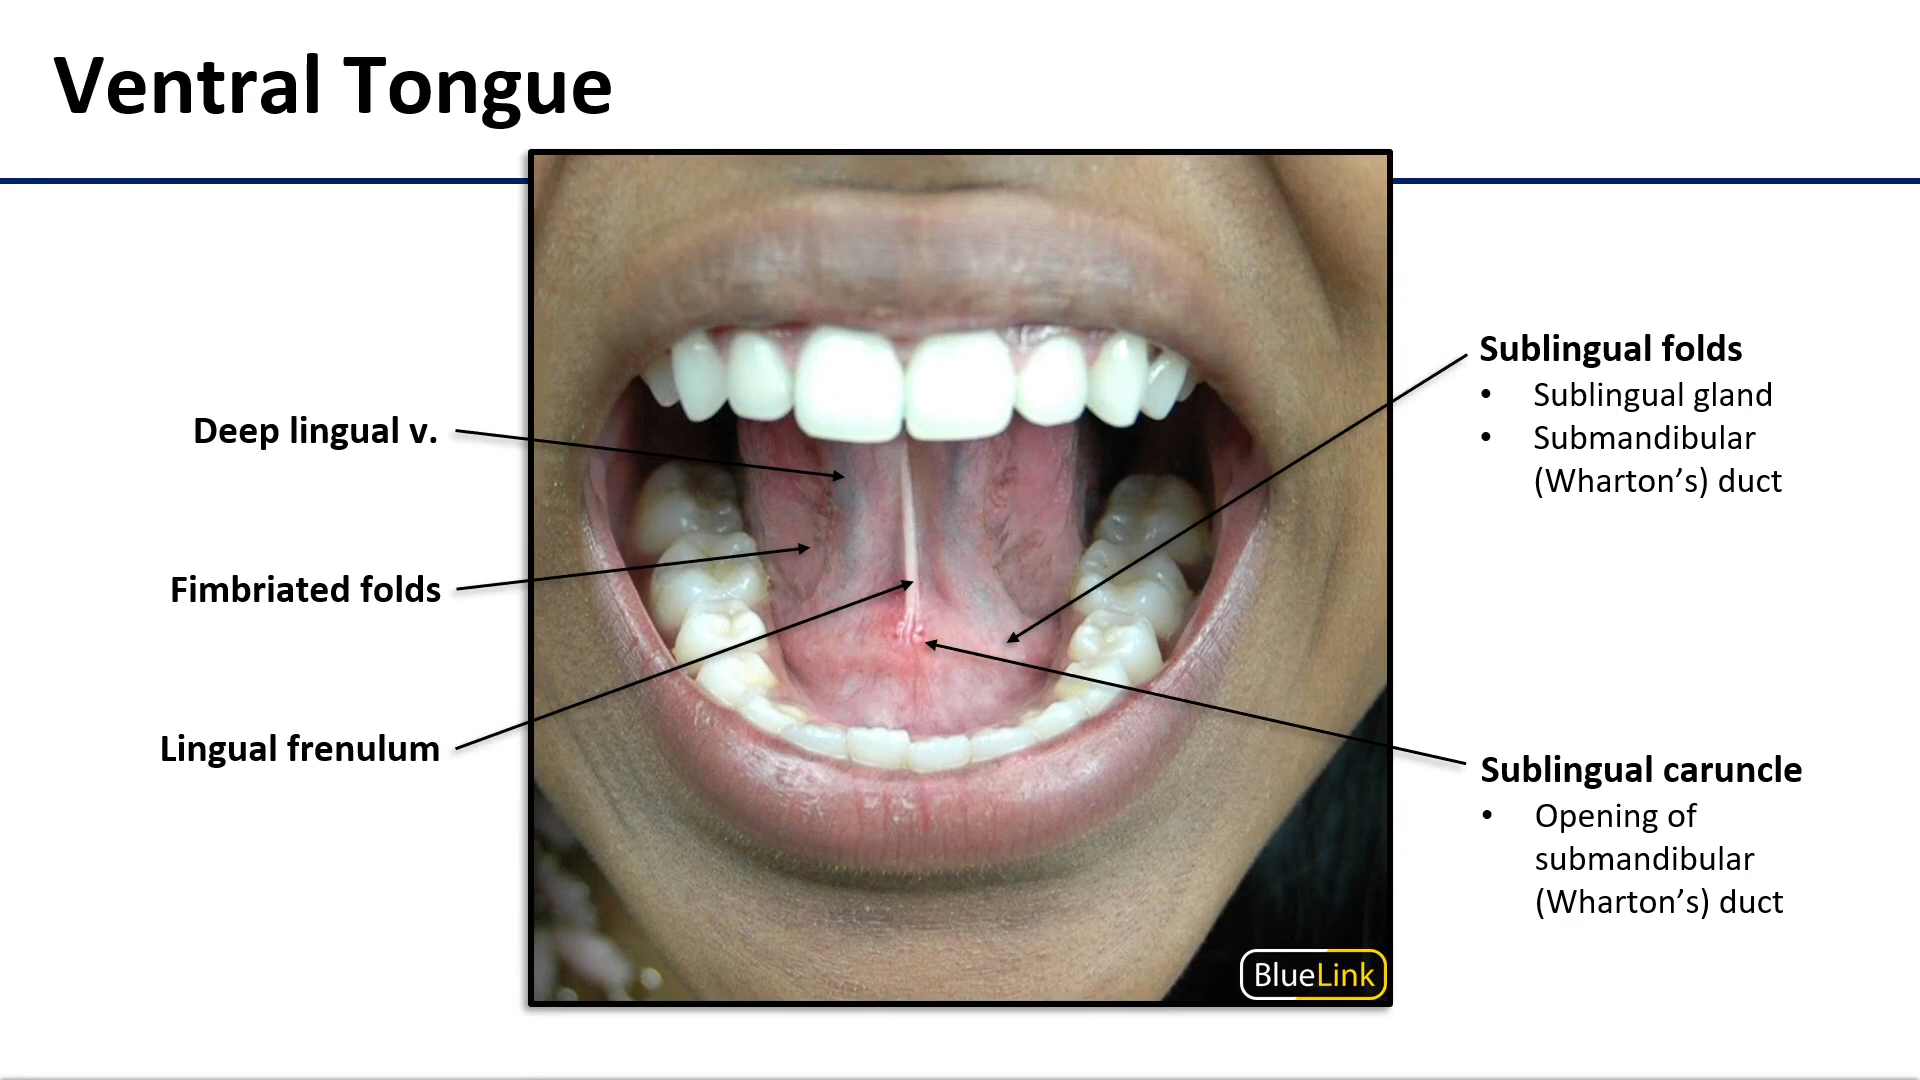 Ventral Tongue
Deep lingual v.
Fimbriated folds
Lingual frenulum
Sublingual folds
• Sublingual gland
• Submandibular
(Wharton’s) duct
Sublingual caruncle
• Opening of
submandibular
(Wharton’s) duct
BlueLink